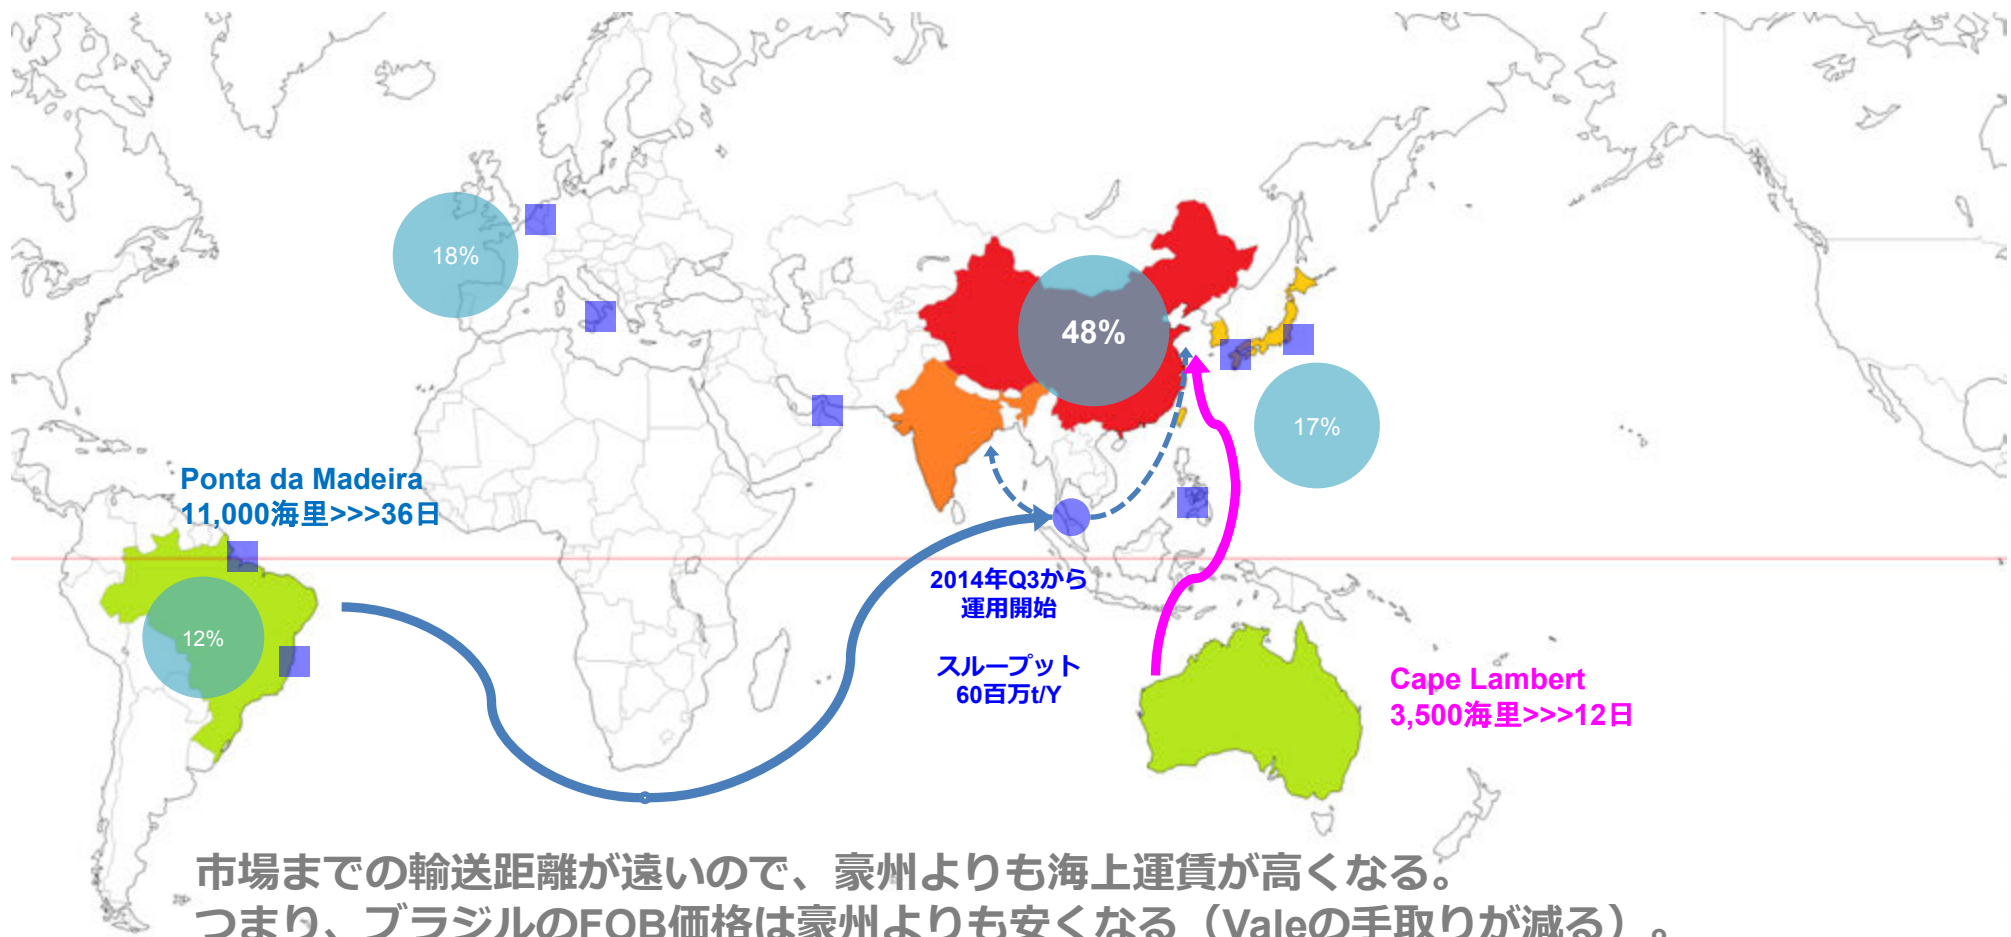 18%
48%
17%
Ponta da Madeira
11,000海里>>>36日
12%
2014年Q3から
運用開始
スループット
60百万t/Y
Cape Lambert
3,500海里>>>12日
市場までの輸送距離が遠いので、豪州よりも海上運賃が高くなる。
つまり、ブラジルのFOB価格は豪州よりも安くなる（Valeの手取りが減る）。